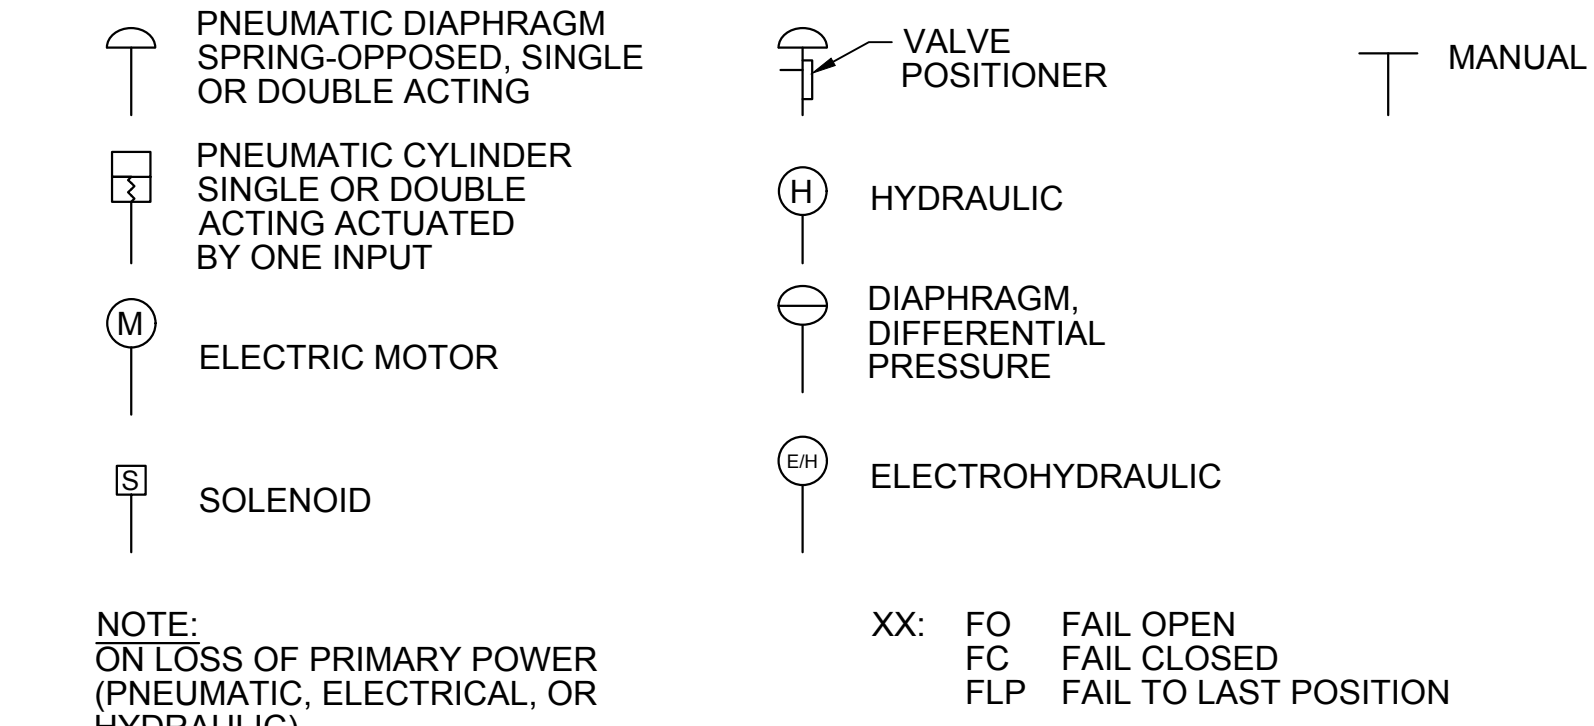 PNEUMATIC DIAPHRAGM
SPRING-OPPOSED, SINGLE
OR DOUBLE ACTING
VALVE
POSITIONER
MANUAL
PNEUMATIC CYLINDER
SINGLE OR DOUBLE
ACTING ACTUATED
BY ONE INPUT
H
HYDRAULIC
M
ELECTRIC MOTOR
DIAPHRAGM,
DIFFERENTIAL
PRESSURE
S
SOLENOID
E/H
ELECTROHYDRAULIC
NOTE:
ON LOSS OF PRIMARY POWER
(PNEUMATIC, ELECTRICAL, OR
HYDRAULIC)
XX: FO FAIL OPEN
FC FAIL CLOSED
FLP FAIL TO LAST POSITION